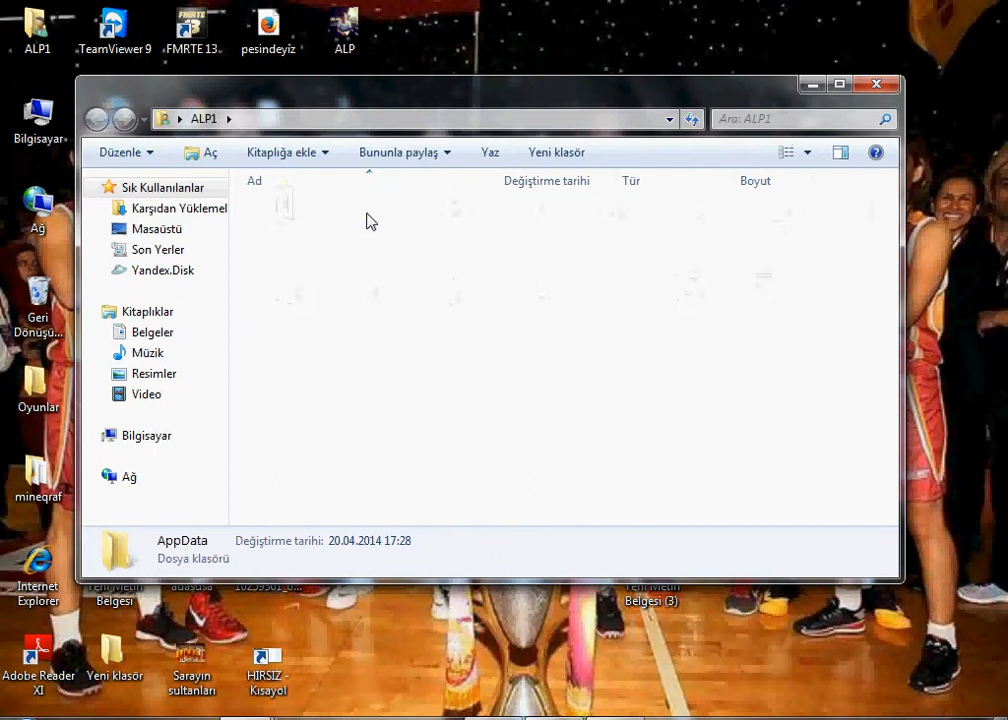 ALP1
TeamViewer 9
FMRTE 13
pesindeyiz
ALP
Bilgisayar
Ağ
Geri
Dönüşü...
Oyunlar
mineqraf
Internet
Explorer
Adobe Reader
XI
ALP1
Ara: ALP1
Düzenle
Aç
Kitaplığa ekle
Bununla paylaş
Yaz
Yeni klasör
Ad
Değiştirme tarihi
Tür
Boyut
Sık Kullanılanlar
Karşıdan Yüklemel
Masaüstü
Son Yerler
Yandex.Disk
Kitaplıklar
Belgeler
Müzik
Resimler
Video
Bilgisayar
Ağ
AppData
Değiştirme tarihi: 20.04.2014 17:28
Dosya klasörü
Yeni Metin
Belgesi
Yeni Metin
Belgesi (3)
Yeni klasör
Sarayın
sultanları
HIRSIZ -
Kısayol